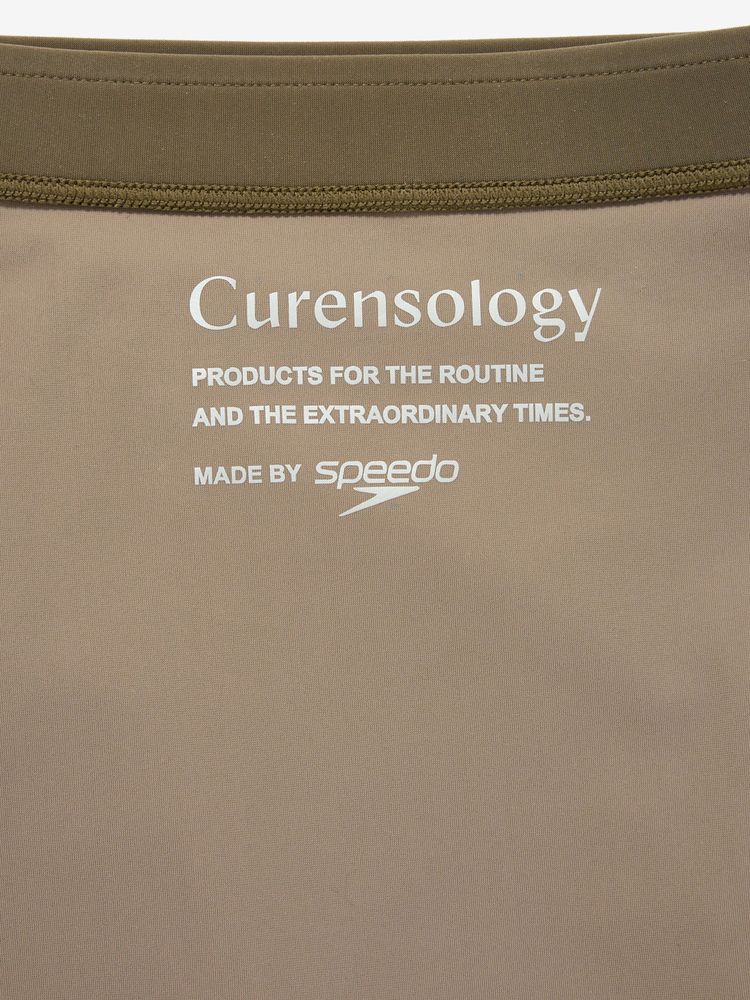 Curensology
PRODUCTS FOR THE ROUTINE
AND THE EXTRAORDINARY TIMES.
MADE BY speedo